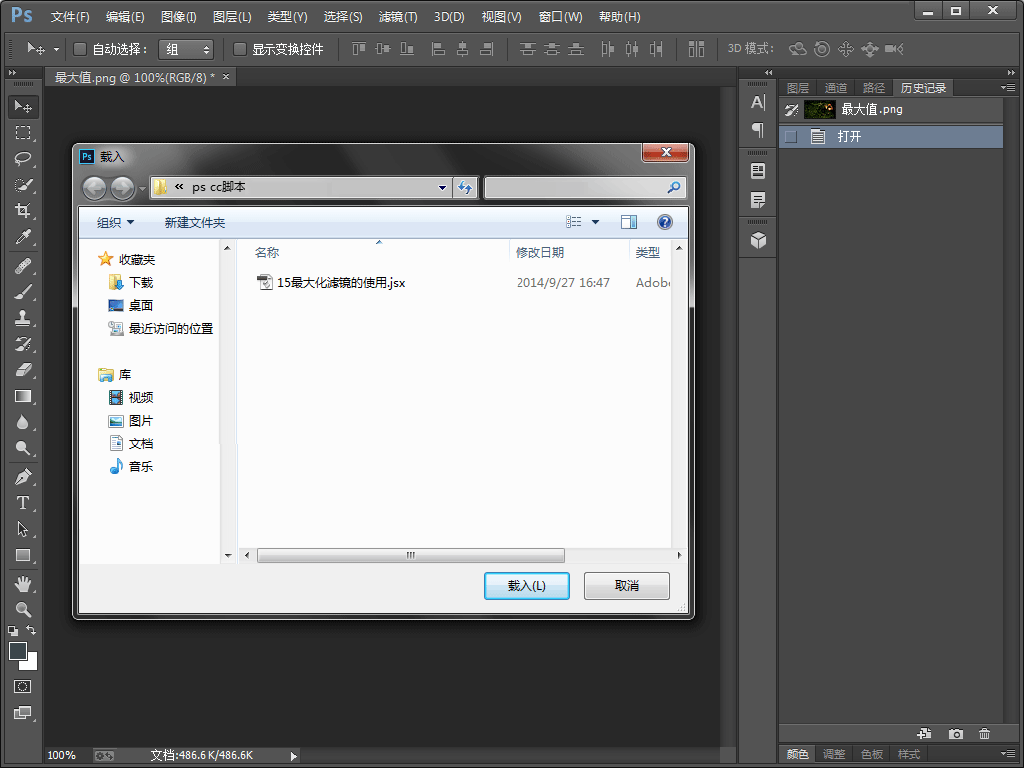 Ps 文件(F) 编辑(E) 图像(I) 图层(L) 类型(Y) 选择(S) 滤镜(T) 3D(D) 视图(V) 窗口(W) 帮助(H)
自动选择： 组 显示变换控件 3D 模式：
最大值.png @ 100%(RGB/8) * ×
图层 通道 路径 历史记录
最大值.png
打开
Ps 载入
« ps cc脚本
组织 新建文件夹
名称 修改日期 类型
15最大化滤镜的使用.jsx 2014/9/27 16:47 Adob
收藏夹
下载
桌面
最近访问的位置
库
视频
图片
文档
音乐
载入(L) 取消
100% 文档:486.6K/486.6K
颜色 调整 色板 样式